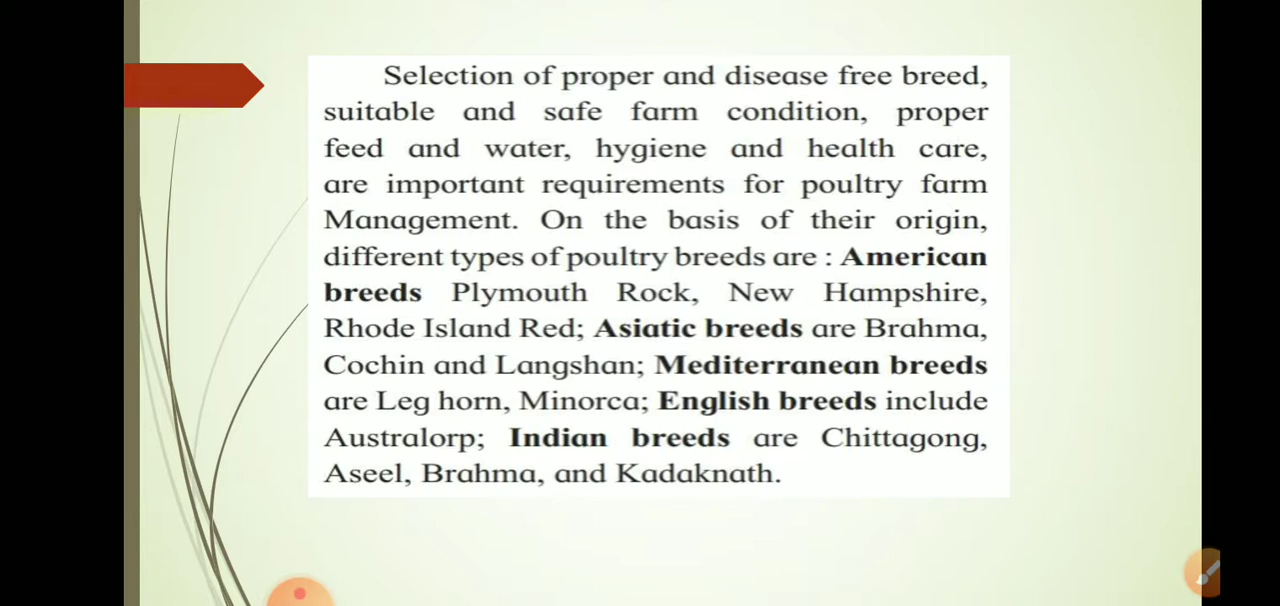 Selection of proper and disease free breed,
suitable and safe farm condition, proper
feed and water, hygiene and health care,
are important requirements for poultry farm
Management. On the basis of their origin,
different types of poultry breeds are : American
breeds Plymouth Rock, New Hampshire,
Rhode Island Red; Asiatic breeds are Brahma,
Cochin and Langshan; Mediterranean breeds
are Leg horn, Minorca; English breeds include
Australorp; Indian breeds are Chittagong,
Aseel, Brahma, and Kadaknath.